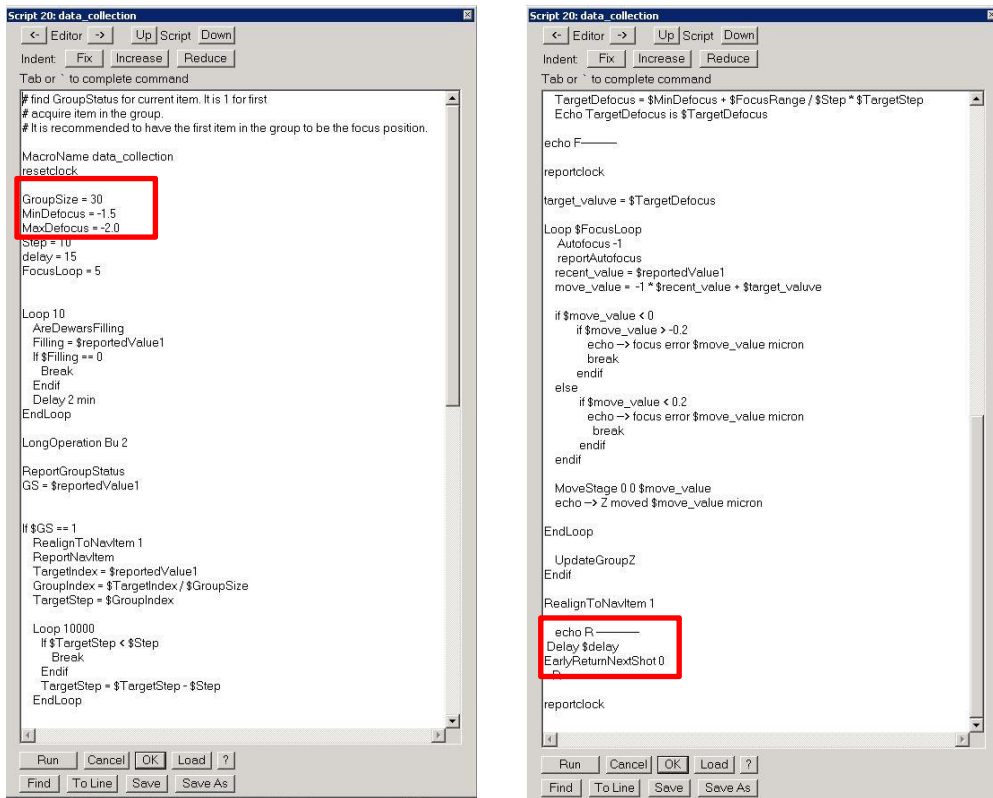 Script 20: data_collection
<- Editor -> Up Script Down
Indent: Fix Increase Reduce
Tab or ` to complete command
# find GroupStatus for current item. It is 1 for first
# acquire item in the group.
# It is recommended to have the first item in the group to be the focus position.
MacroName data_collection
resetclock
GroupSize = 30
MinDefocus = -1.5
MaxDefocus = -2.0
Step = 10
delay = 15
FocusLoop = 5
Loop 10
AreDewarsFilling
Filling = $reportedValue1
If $Filling == 0
Break
Endif
Delay 2 min
EndLoop
LongOperation Bu 2
ReportGroupStatus
GS = $reportedValue1
If $GS == 1
RealignToNavItem 1
ReportNavItem
TargetIndex = $reportedValue1
GroupIndex = $TargetIndex / $GroupSize
TargetStep = $GroupIndex
Loop 10000
If $TargetStep < $Step
Break
Endif
TargetStep = $TargetStep - $Step
EndLoop
Run Cancel OK Load ?
Find To Line Save Save As
Script 20: data_collection
<- Editor -> Up Script Down
Indent: Fix Increase Reduce
Tab or ` to complete command
TargetDefocus = $MinDefocus + $FocusRange / $Step * $TargetStep
Echo TargetDefocus is $TargetDefocus
echo F--------
reportclock
target_valuve = $TargetDefocus
Loop $FocusLoop
Autofocus -1
reportAutofocus
recent_value = $reportedValue1
move_value = -1 * $recent_value + $target_valuve
if $move_value < 0
if $move_value > -0.2
echo --> focus error $move_value micron
break
endif
else
if $move_value < 0.2
echo --> focus error $move_value micron
break
endif
endif
MoveStage 0 0 $move_value
echo --> Z moved $move_value micron
EndLoop
UpdateGroupZ
Endif
RealignToNavItem 1
echo R --------
Delay $delay
EarlyReturnNextShot 0
R
reportclock
Run Cancel OK Load ?
Find To Line Save Save As